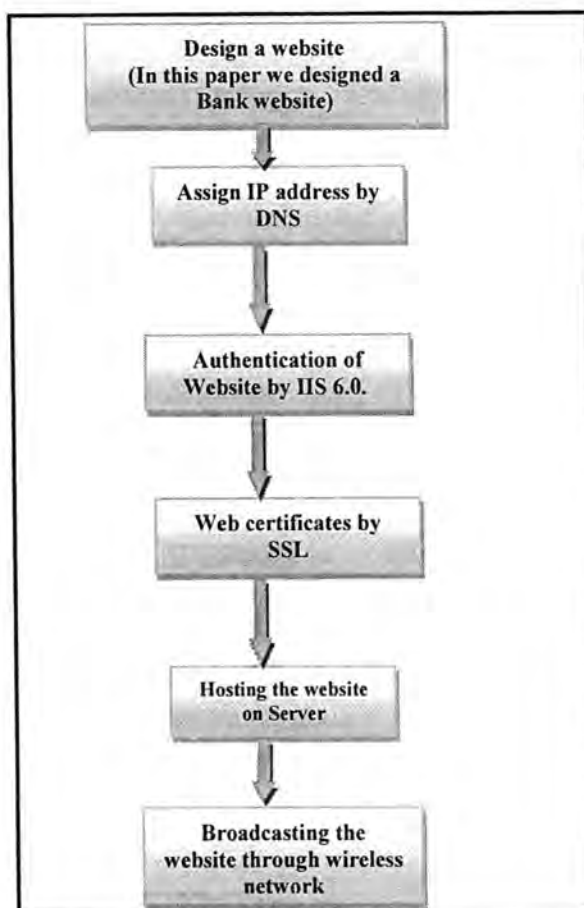 Design a website
(In this paper we designed a
Bank website)
Assign IP address by
DNS
Authentication of
Website by IIS 6.0.
Web certificates by
SSL
Hosting the website
on Server
Broadcasting the
website through wireless
network